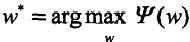 w* = arg max Ψ(w)
w